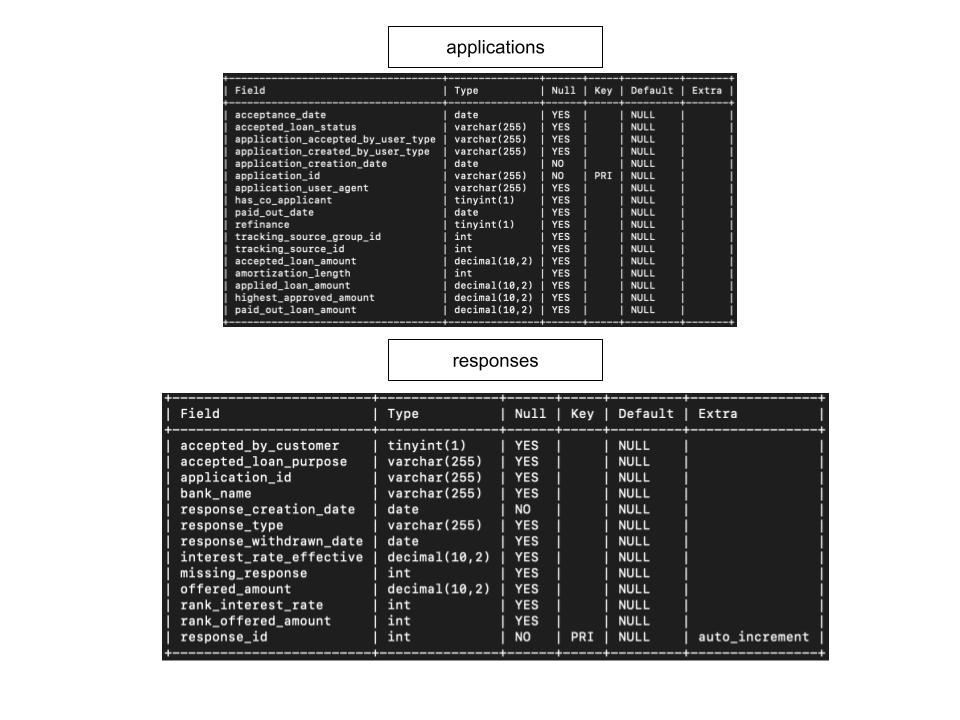 applications
| Field | Type | Null | Key | Default | Extra |
| acceptance_date | date | YES | | NULL | |
| accepted_loan_status | varchar(255) | YES | | NULL | |
| application_accepted_by_user_type | varchar(255) | YES | | NULL | |
| application_created_by_user_type | varchar(255) | YES | | NULL | |
| application_creation_date | date | NO | | NULL | |
| application_id | varchar(255) | NO | PRI | NULL | |
| application_user_agent | varchar(255) | YES | | NULL | |
| has_co_applicant | tinyint(1) | YES | | NULL | |
| paid_out_date | date | YES | | NULL | |
| refinance | tinyint(1) | YES | | NULL | |
| tracking_source_group_id | int | YES | | NULL | |
| tracking_source_id | int | YES | | NULL | |
| accepted_loan_amount | decimal(10,2) | YES | | NULL | |
| amortization_length | int | YES | | NULL | |
| applied_loan_amount | decimal(10,2) | YES | | NULL | |
| highest_approved_amount | decimal(10,2) | YES | | NULL | |
| paid_out_loan_amount | decimal(10,2) | YES | | NULL | |
responses
| Field | Type | Null | Key | Default | Extra |
| accepted_by_customer | tinyint(1) | YES | | NULL | |
| accepted_loan_purpose | varchar(255) | YES | | NULL | |
| application_id | varchar(255) | YES | | NULL | |
| bank_name | varchar(255) | YES | | NULL | |
| response_creation_date | date | NO | | NULL | |
| response_type | varchar(255) | YES | | NULL | |
| response_withdrawn_date | date | YES | | NULL | |
| interest_rate_effective | decimal(10,2) | YES | | NULL | |
| missing_response | int | YES | | NULL | |
| offered_amount | decimal(10,2) | YES | | NULL | |
| rank_interest_rate | int | YES | | NULL | |
| rank_offered_amount | int | YES | | NULL | |
| response_id | int | NO | PRI | NULL | auto_increment |